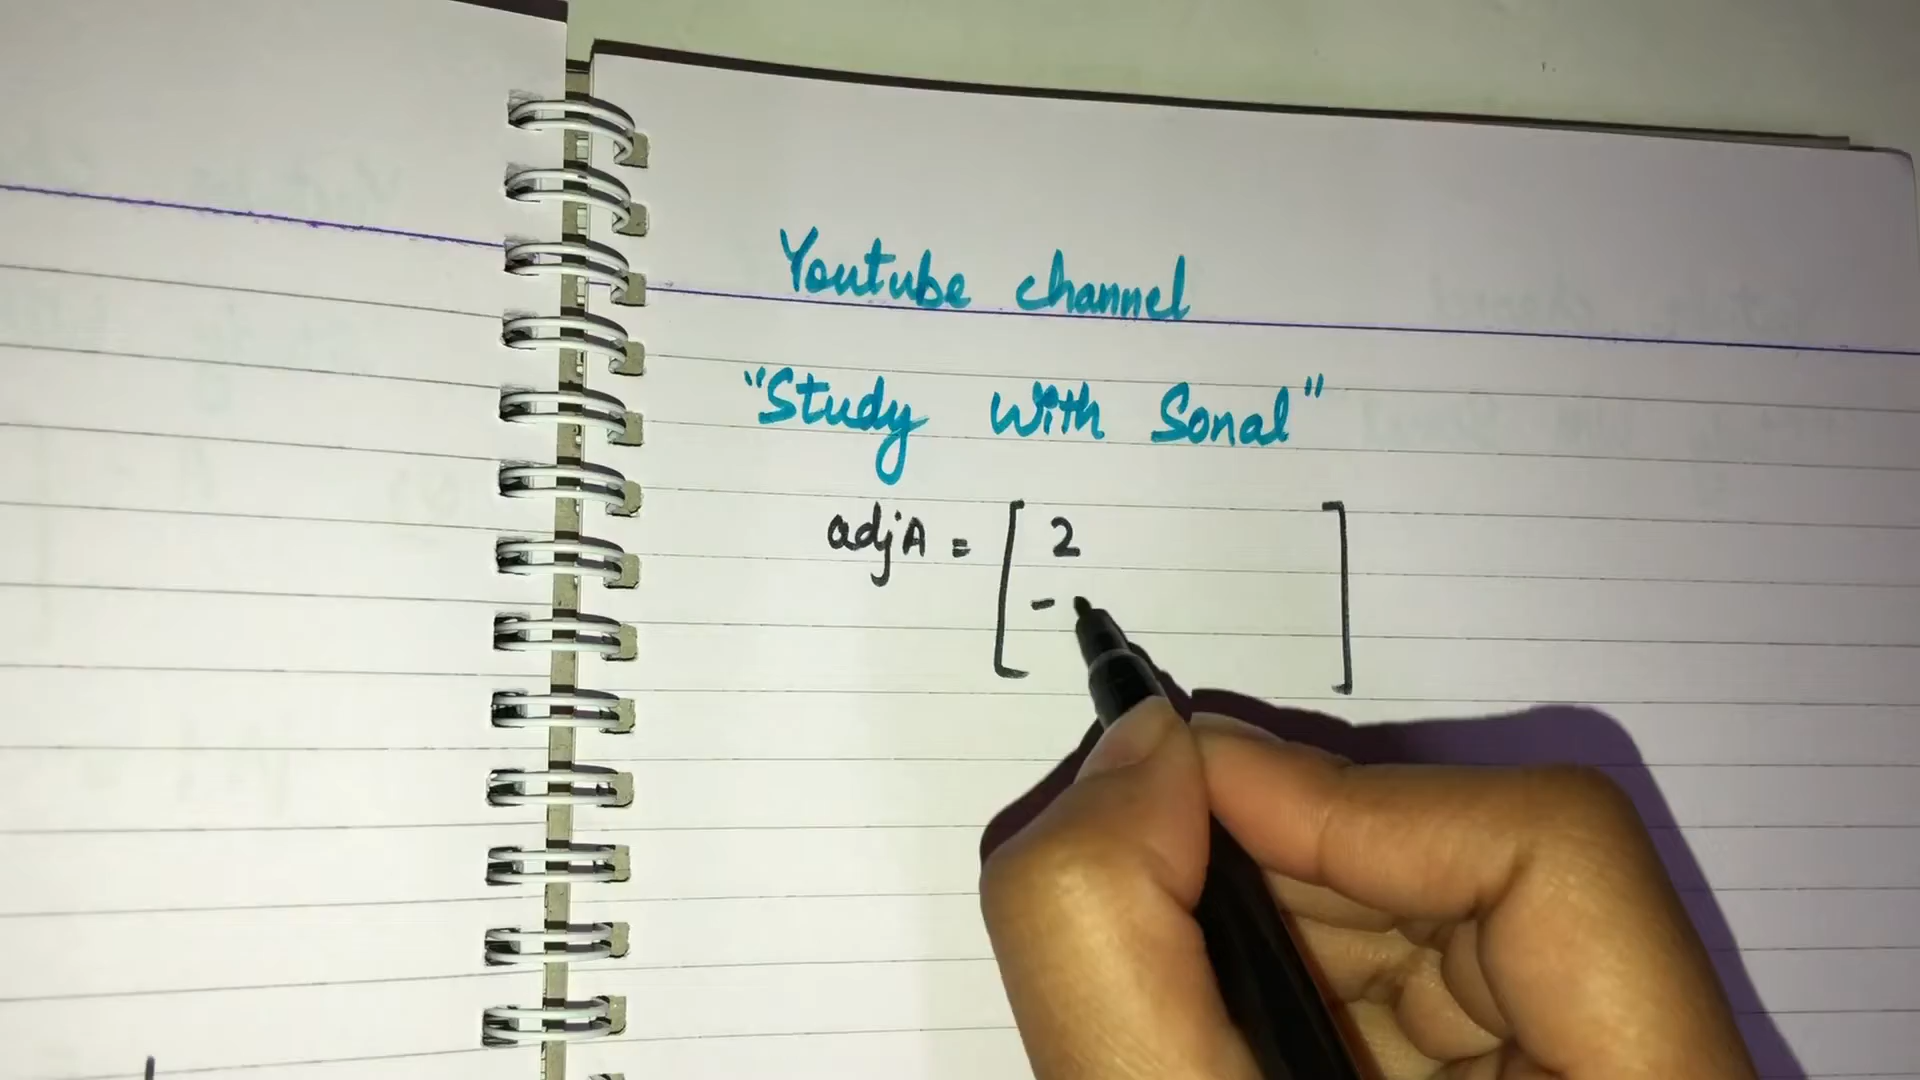 Youtube channel
"Study With Sonal"
adjA = [ 2 ]
-